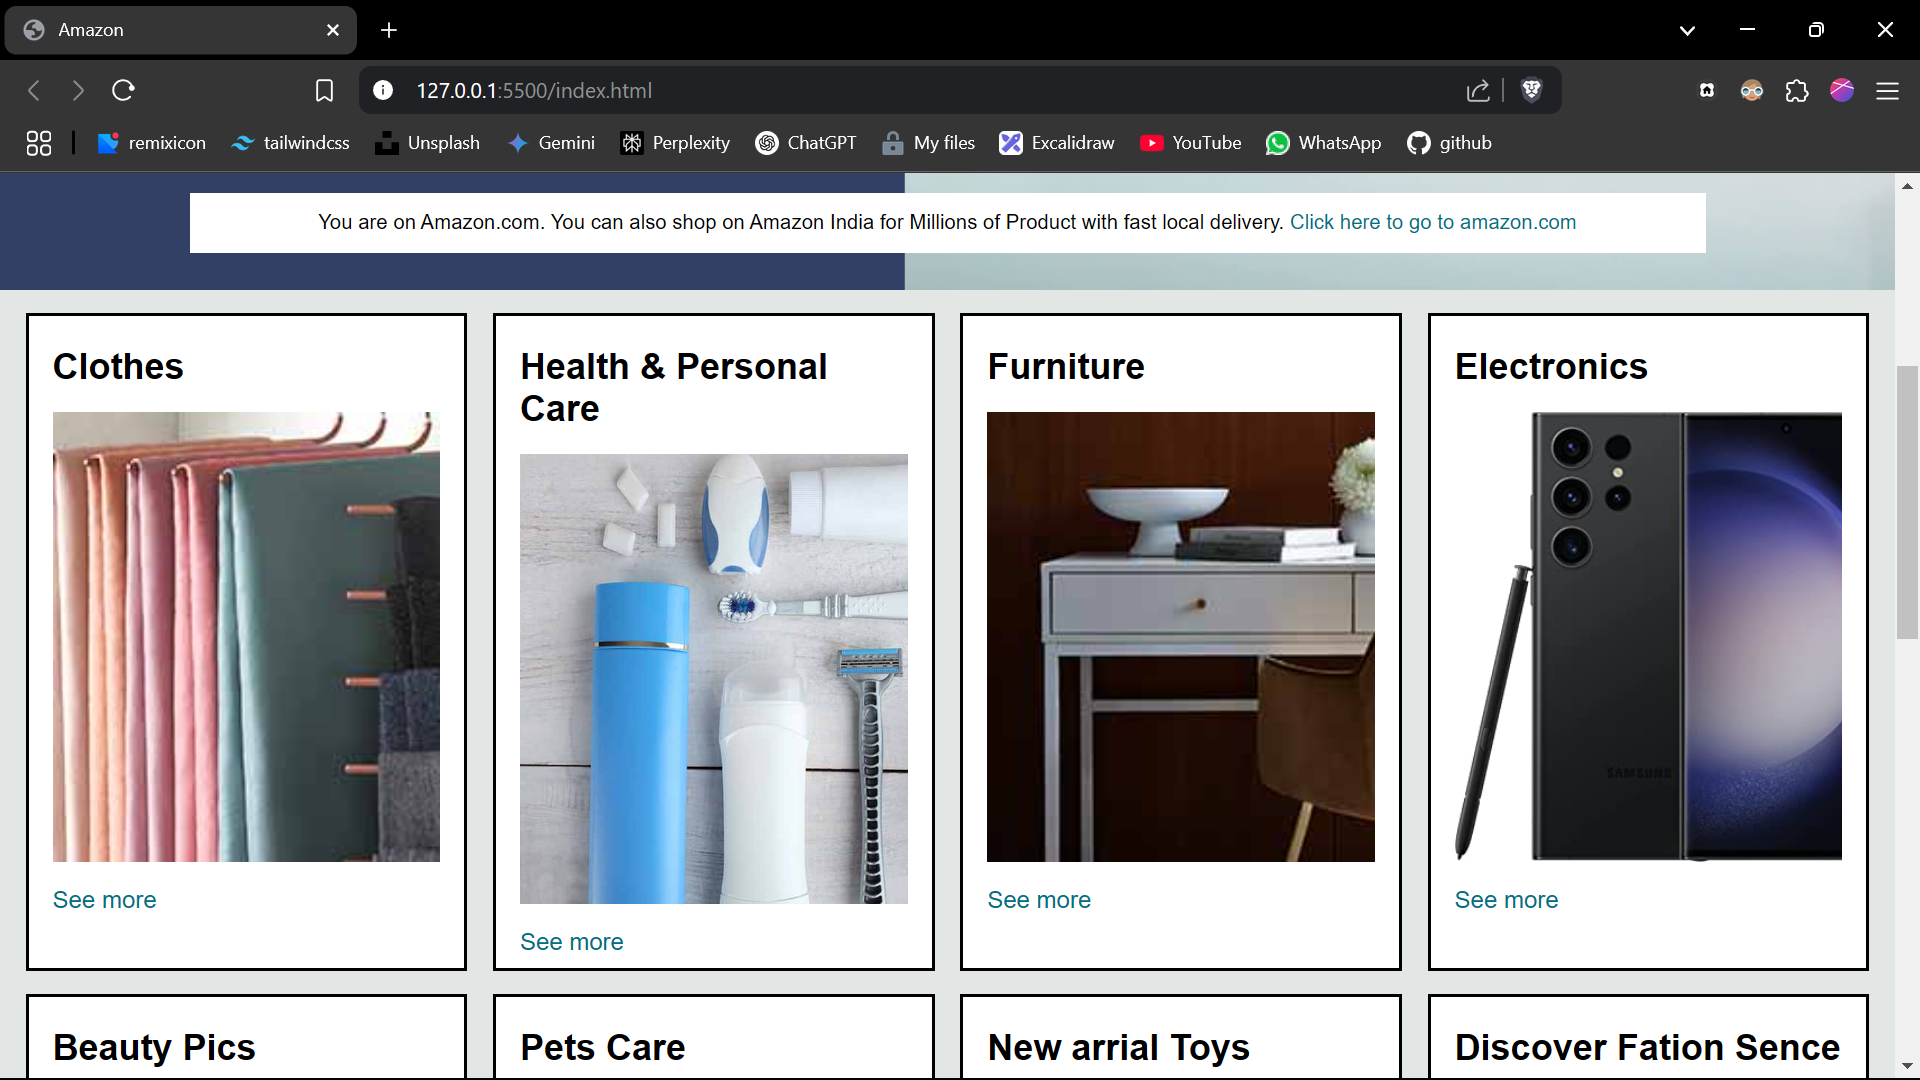 Amazon
127.0.0.1:5500/index.html
remixicon
tailwindcss
Unsplash
Gemini
Perplexity
ChatGPT
My files
Excalidraw
YouTube
WhatsApp
github
You are on Amazon.com. You can also shop on Amazon India for Millions of Product with fast local delivery. Click here to go to amazon.com
Clothes
See more
Health & Personal
Care
See more
Furniture
See more
Electronics
SAMSUNG
See more
Beauty Pics
Pets Care
New arrial Toys
Discover Fation Sence